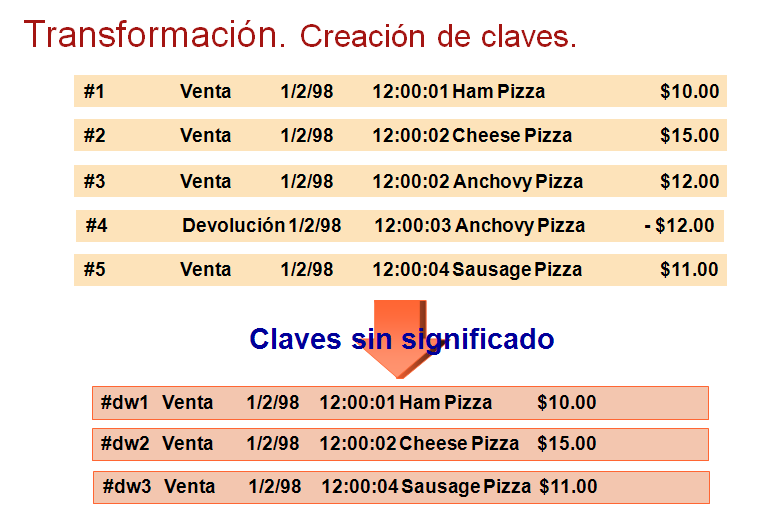 Transformación. Creación de claves.
#1 Venta 1/2/98 12:00:01 Ham Pizza $10.00
#2 Venta 1/2/98 12:00:02 Cheese Pizza $15.00
#3 Venta 1/2/98 12:00:02 Anchovy Pizza $12.00
#4 Devolución 1/2/98 12:00:03 Anchovy Pizza - $12.00
#5 Venta 1/2/98 12:00:04 Sausage Pizza $11.00
Claves sin significado
#dw1 Venta 1/2/98 12:00:01 Ham Pizza $10.00
#dw2 Venta 1/2/98 12:00:02 Cheese Pizza $15.00
#dw3 Venta 1/2/98 12:00:04 Sausage Pizza $11.00